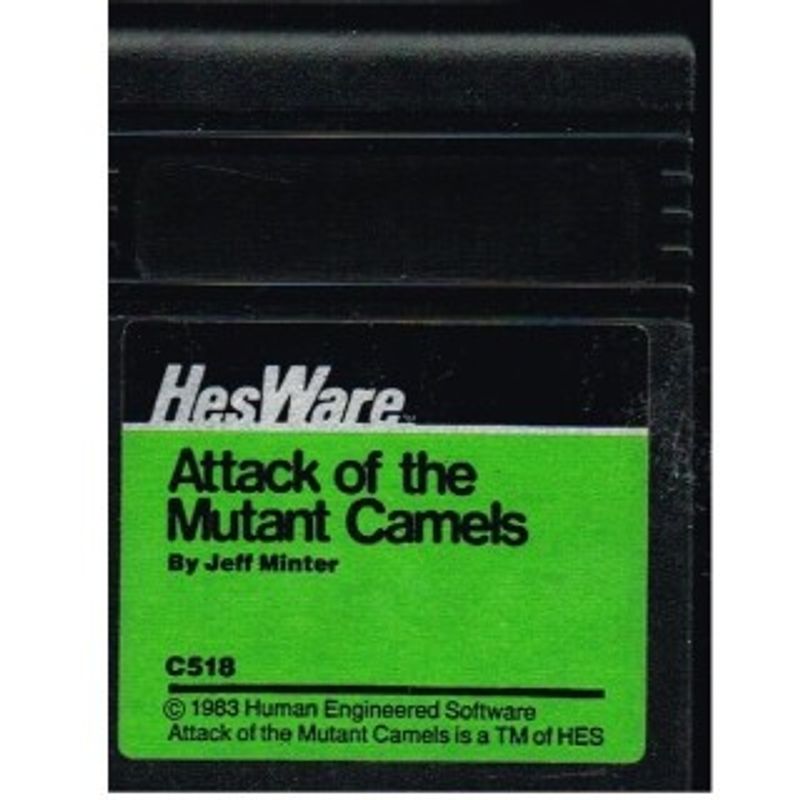 HesWare™
Attack of the
Mutant Camels
By Jeff Minter
C518
© 1983 Human Engineered Software
Attack of the Mutant Camels is a TM of HES